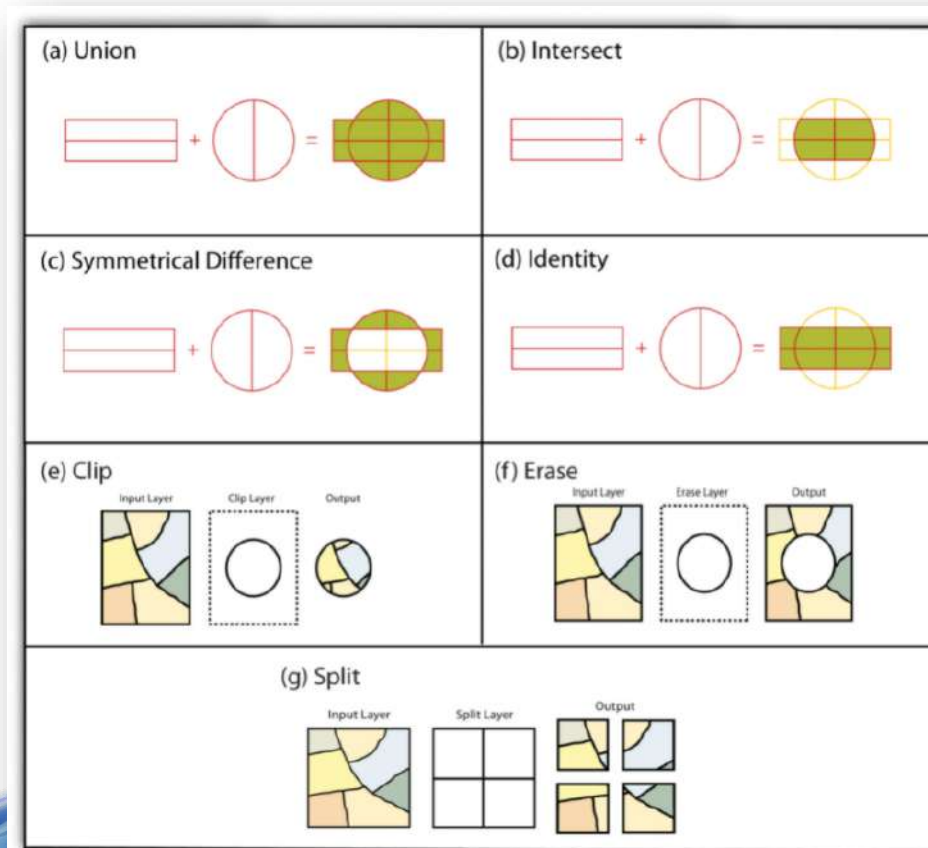 (a) Union
(b) Intersect
+
=
+
=
(c) Symmetrical Difference
(d) Identity
+
=
+
=
(e) Clip
Input Layer
Clip Layer
Output
(f) Erase
Input Layer
Erase Layer
Output
(g) Split
Input Layer
Split Layer
Output